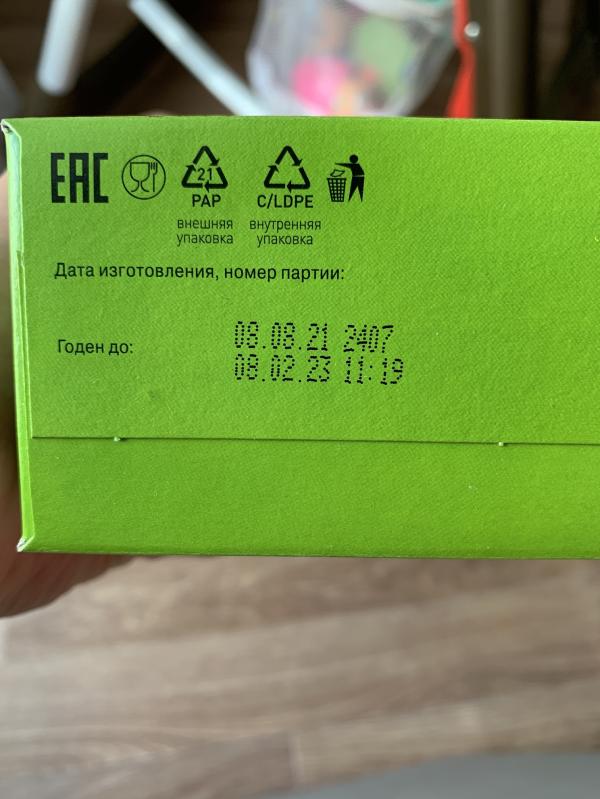 EAC
21
PAP
C/LDPE
внешняя
упаковка
внутренняя
упаковка
Дата изготовления, номер партии:
08.08.21 2407
Годен до:
08.02.23 11:19